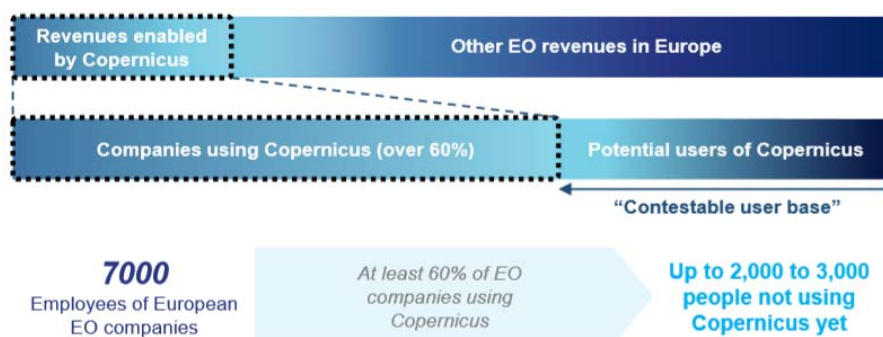 Revenues enabled
by Copernicus
Other EO revenues in Europe
Companies using Copernicus (over 60%)
Potential users of Copernicus
“Contestable user base”
7000
Employees of European
EO companies
At least 60% of EO
companies using
Copernicus
Up to 2,000 to 3,000
people not using
Copernicus yet